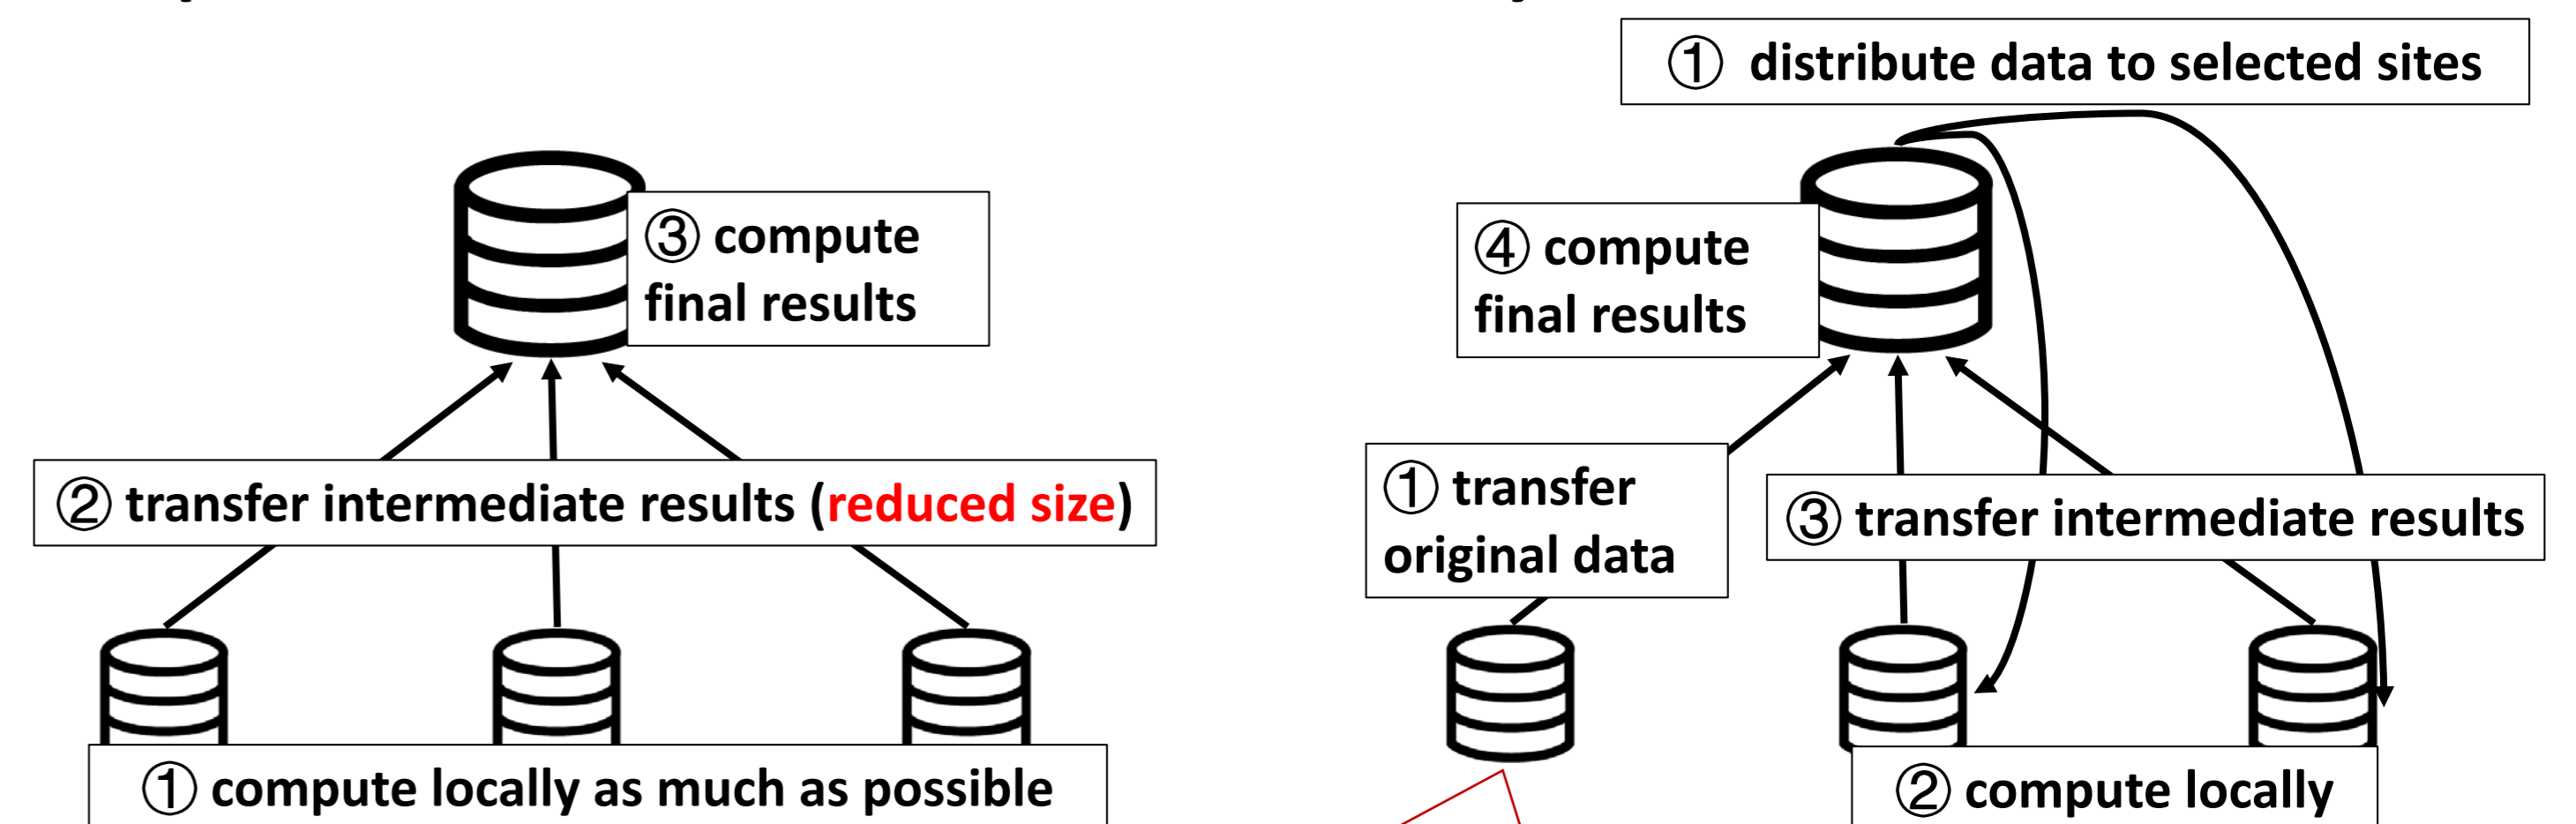 ① distribute data to selected sites
③ compute
final results
④ compute
final results
② transfer intermediate results (reduced size)
① transfer
original data
③ transfer intermediate results
① compute locally as much as possible
② compute locally